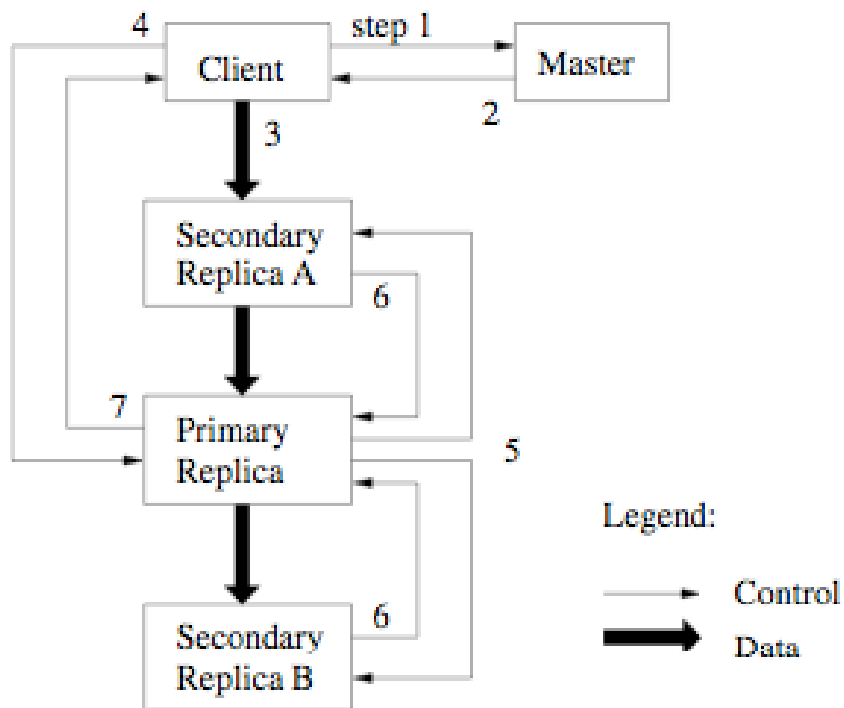 4
step 1
Client
Master
2
3
Secondary
Replica A
6
7
Primary
Replica
5
Legend:
Control
6
Secondary
Replica B
Data